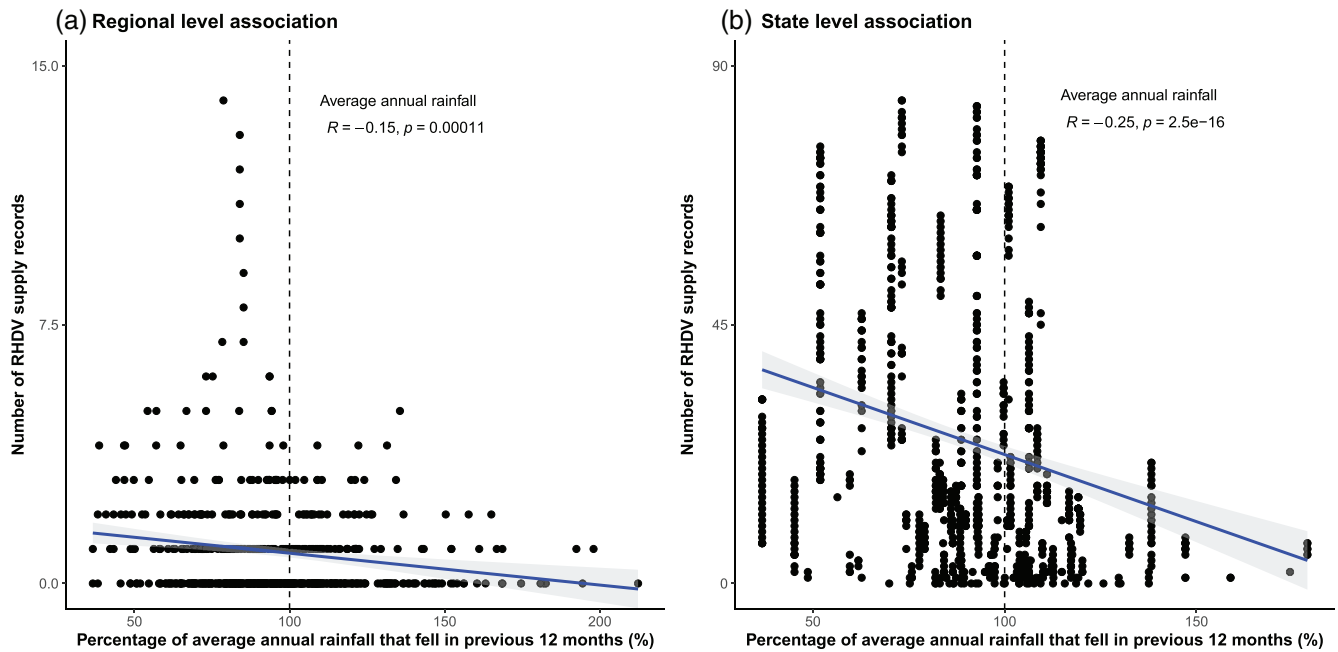 (a) Regional level association
15.0
7.5
0.0
Number of RHDV supply records
Average annual rainfall
R = −0.15, p = 0.00011
50
100
150
200
Percentage of average annual rainfall that fell in previous 12 months (%)
(b) State level association
90
45
0
Number of RHDV supply records
Average annual rainfall
R = −0.25, p = 2.5e−16
50
100
150
Percentage of average annual rainfall that fell in previous 12 months (%)